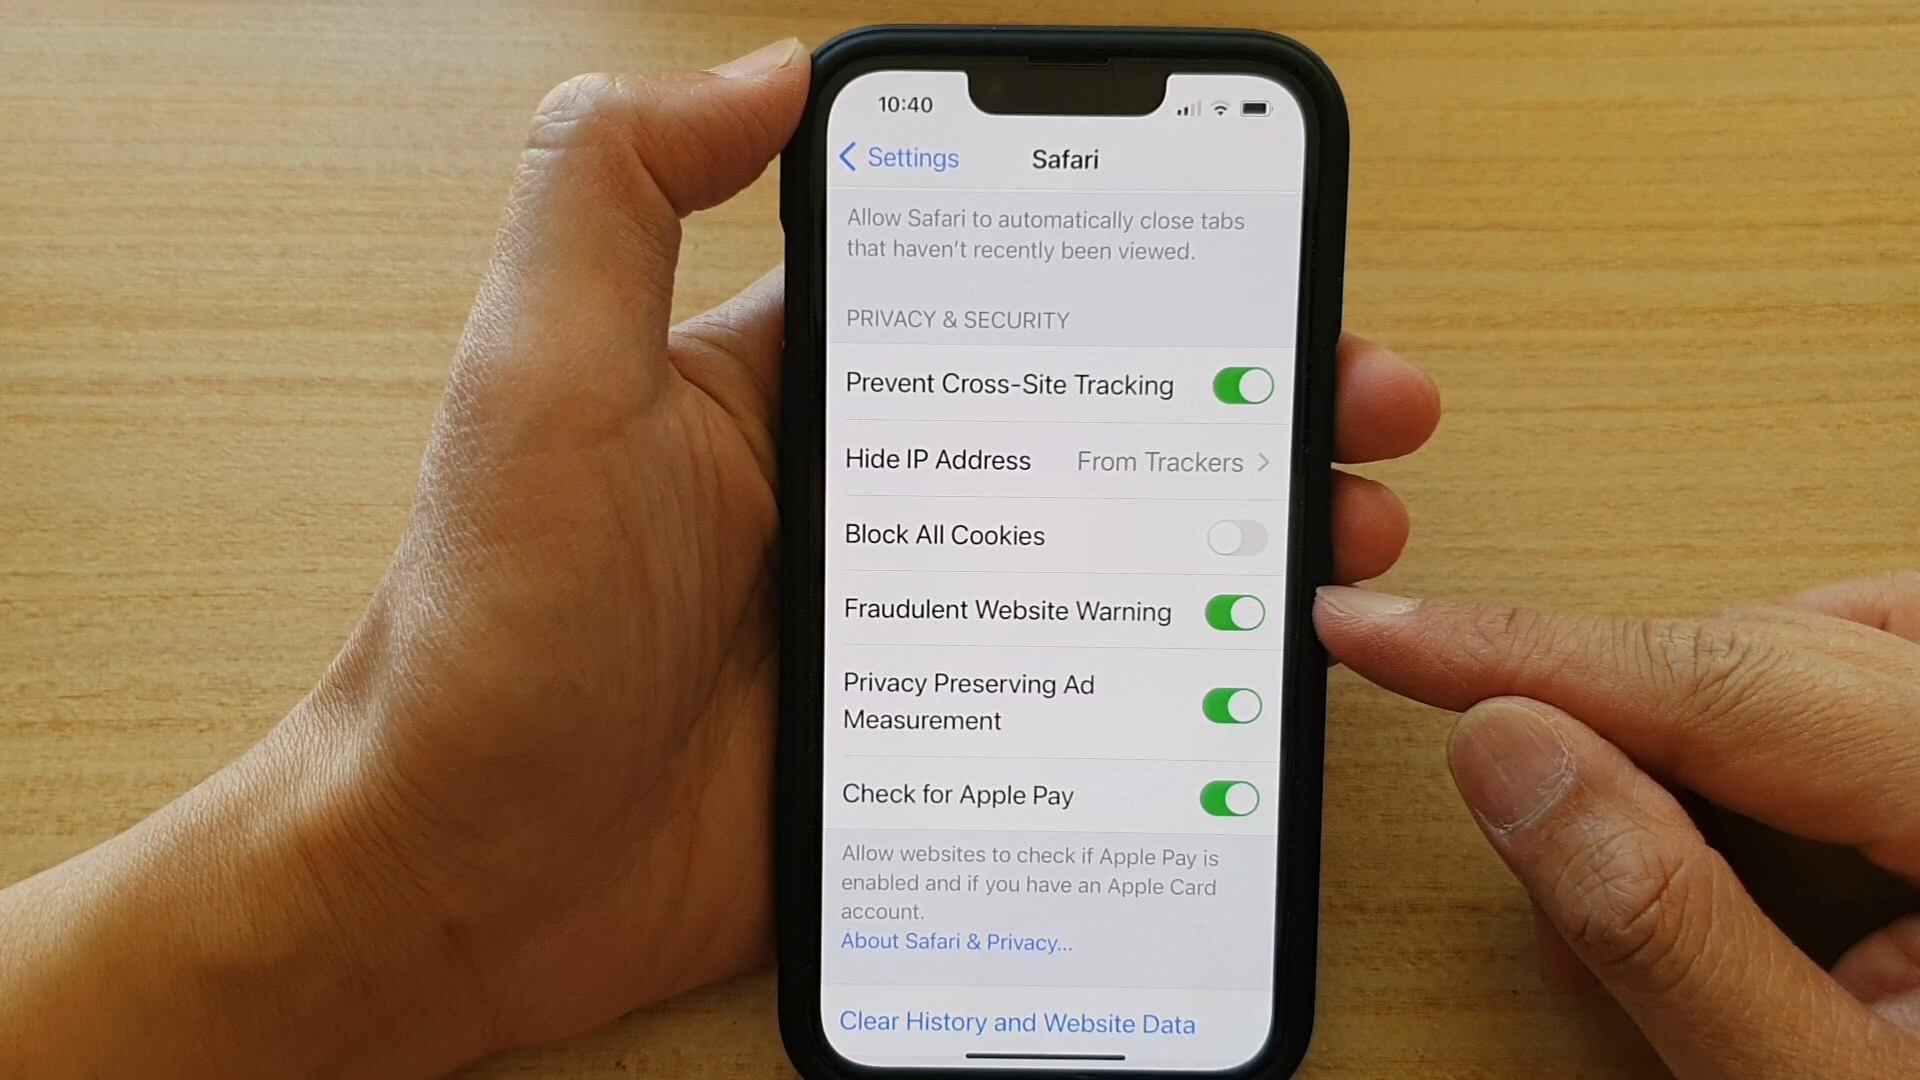 10:40
Settings
Safari
Allow Safari to automatically close tabs
that haven't recently been viewed.
PRIVACY & SECURITY
Prevent Cross-Site Tracking
Hide IP Address From Trackers
Block All Cookies
Fraudulent Website Warning
Privacy Preserving Ad
Measurement
Check for Apple Pay
Allow websites to check if Apple Pay is
enabled and if you have an Apple Card
account.
About Safari & Privacy...
Clear History and Website Data